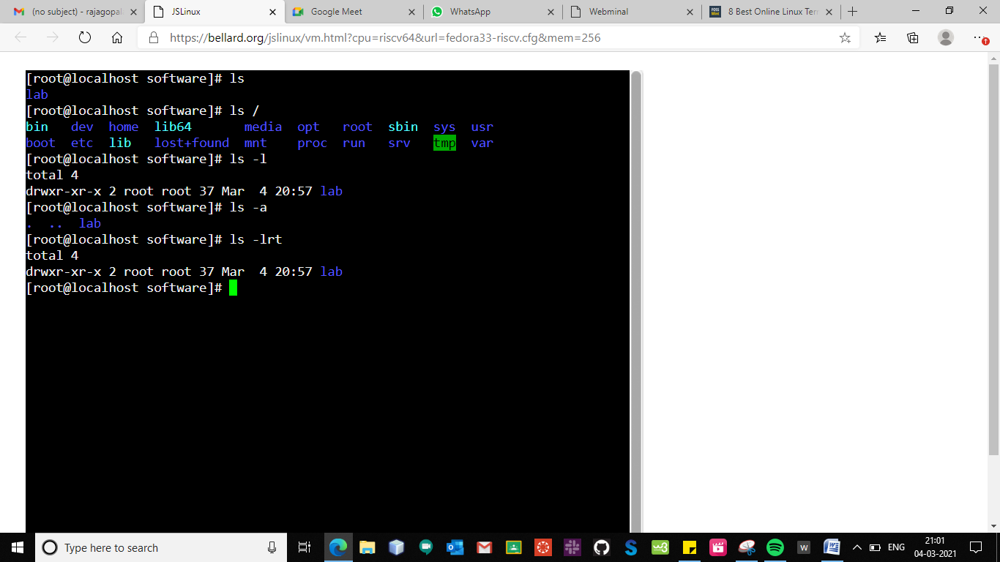 (no subject) - rajagopal
JSLinux
Google Meet
WhatsApp
Webminal
8 Best Online Linux Ter
https://bellard.org/jslinux/vm.html?cpu=riscv64&url=fedora33-riscv.cfg&mem=256
[root@localhost software]# ls
lab
[root@localhost software]# ls /
bin dev home lib64 media opt root sbin sys usr
boot etc lib lost+found mnt proc run srv tmp var
[root@localhost software]# ls -l
total 4
drwxr-xr-x 2 root root 37 Mar  4 20:57 lab
[root@localhost software]# ls -a
. .. lab
[root@localhost software]# ls -lrt
total 4
drwxr-xr-x 2 root root 37 Mar  4 20:57 lab
[root@localhost software]#
Type here to search
w3
W
ENG
21:01
04-03-2021